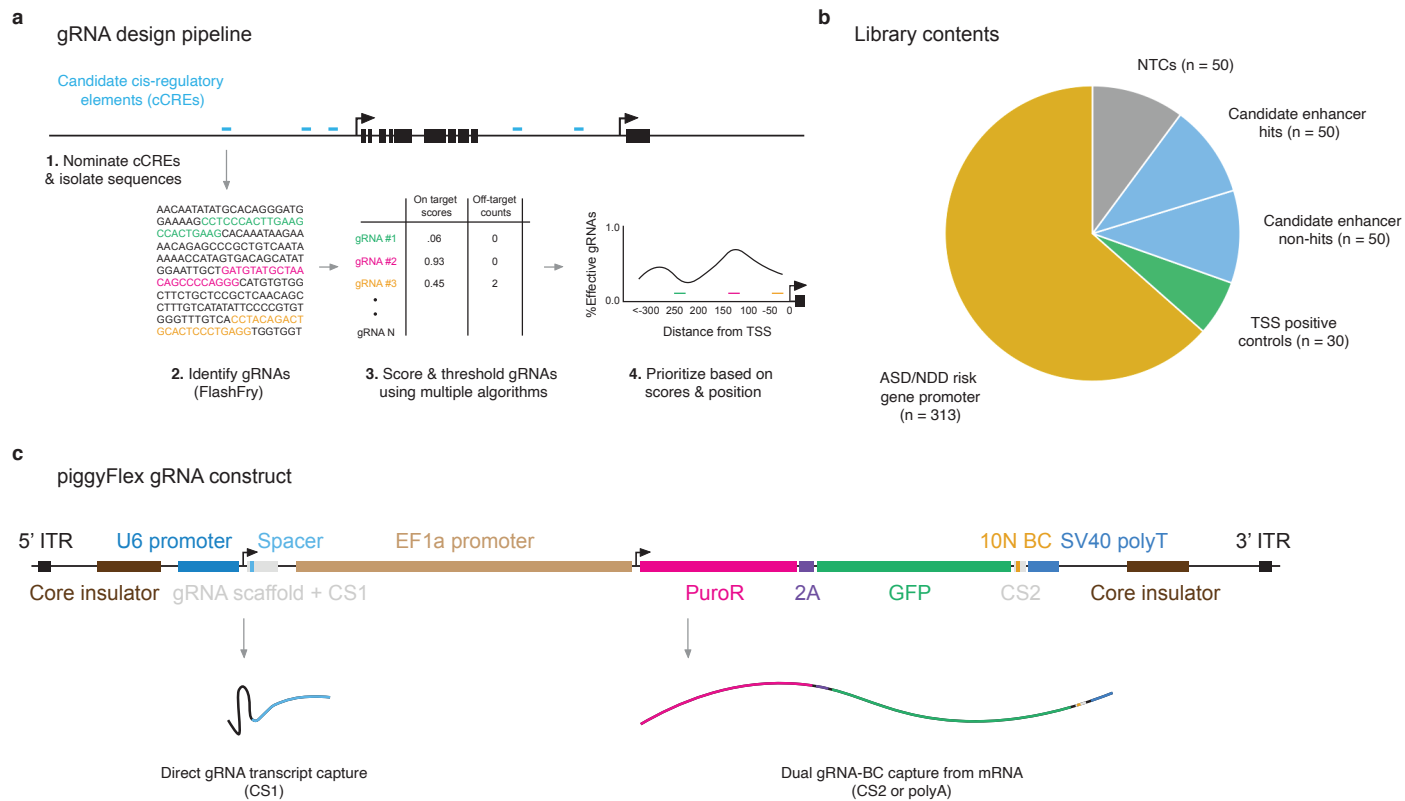 a
gRNA design pipeline
Candidate cis-regulatory
elements (cCREs)
1. Nominate cCREs
& isolate sequences
AACAATATATGCACAGGGATG
GAAAAGCCTCCCACTTGAAG
CCACTGAAGCACAAATAAGAA
AACAGAGCCCGCTGTCAATA
AAAACCATAGTGACAGCATAT
GGAATTGCTGATGTATGCTAA
CAGCCCCAGGGCATGTGTGG
CTTCTGCTCCGCTCAACAGC
CTTTGTCATATATTCCCCGTGT
GGGTTTGTCACCTACAGACT
GCACTCCCTGAGGTGGTGGT
2. Identify gRNAs
(FlashFry)
On target
scores
Off-target
counts
gRNA #1 .06 0
gRNA #2 0.93 0
gRNA #3 0.45 2
•
•
gRNA N
3. Score & threshold gRNAs
using multiple algorithms
%Effective gRNAs
1.0
0.0
<-300 250 200 150 100 -50 0
Distance from TSS
4. Prioritize based on
scores & position
b
Library contents
NTCs (n = 50)
Candidate enhancer
hits (n = 50)
Candidate enhancer
non-hits (n = 50)
TSS positive
controls (n = 30)
ASD/NDD risk
gene promoter
(n = 313)
c
piggyFlex gRNA construct
5' ITR U6 promoter Spacer EF1a promoter 10N BC SV40 polyT 3' ITR
Core insulator gRNA scaffold + CS1 PuroR 2A GFP CS2 Core insulator
Direct gRNA transcript capture
(CS1)
Dual gRNA-BC capture from mRNA
(CS2 or polyA)